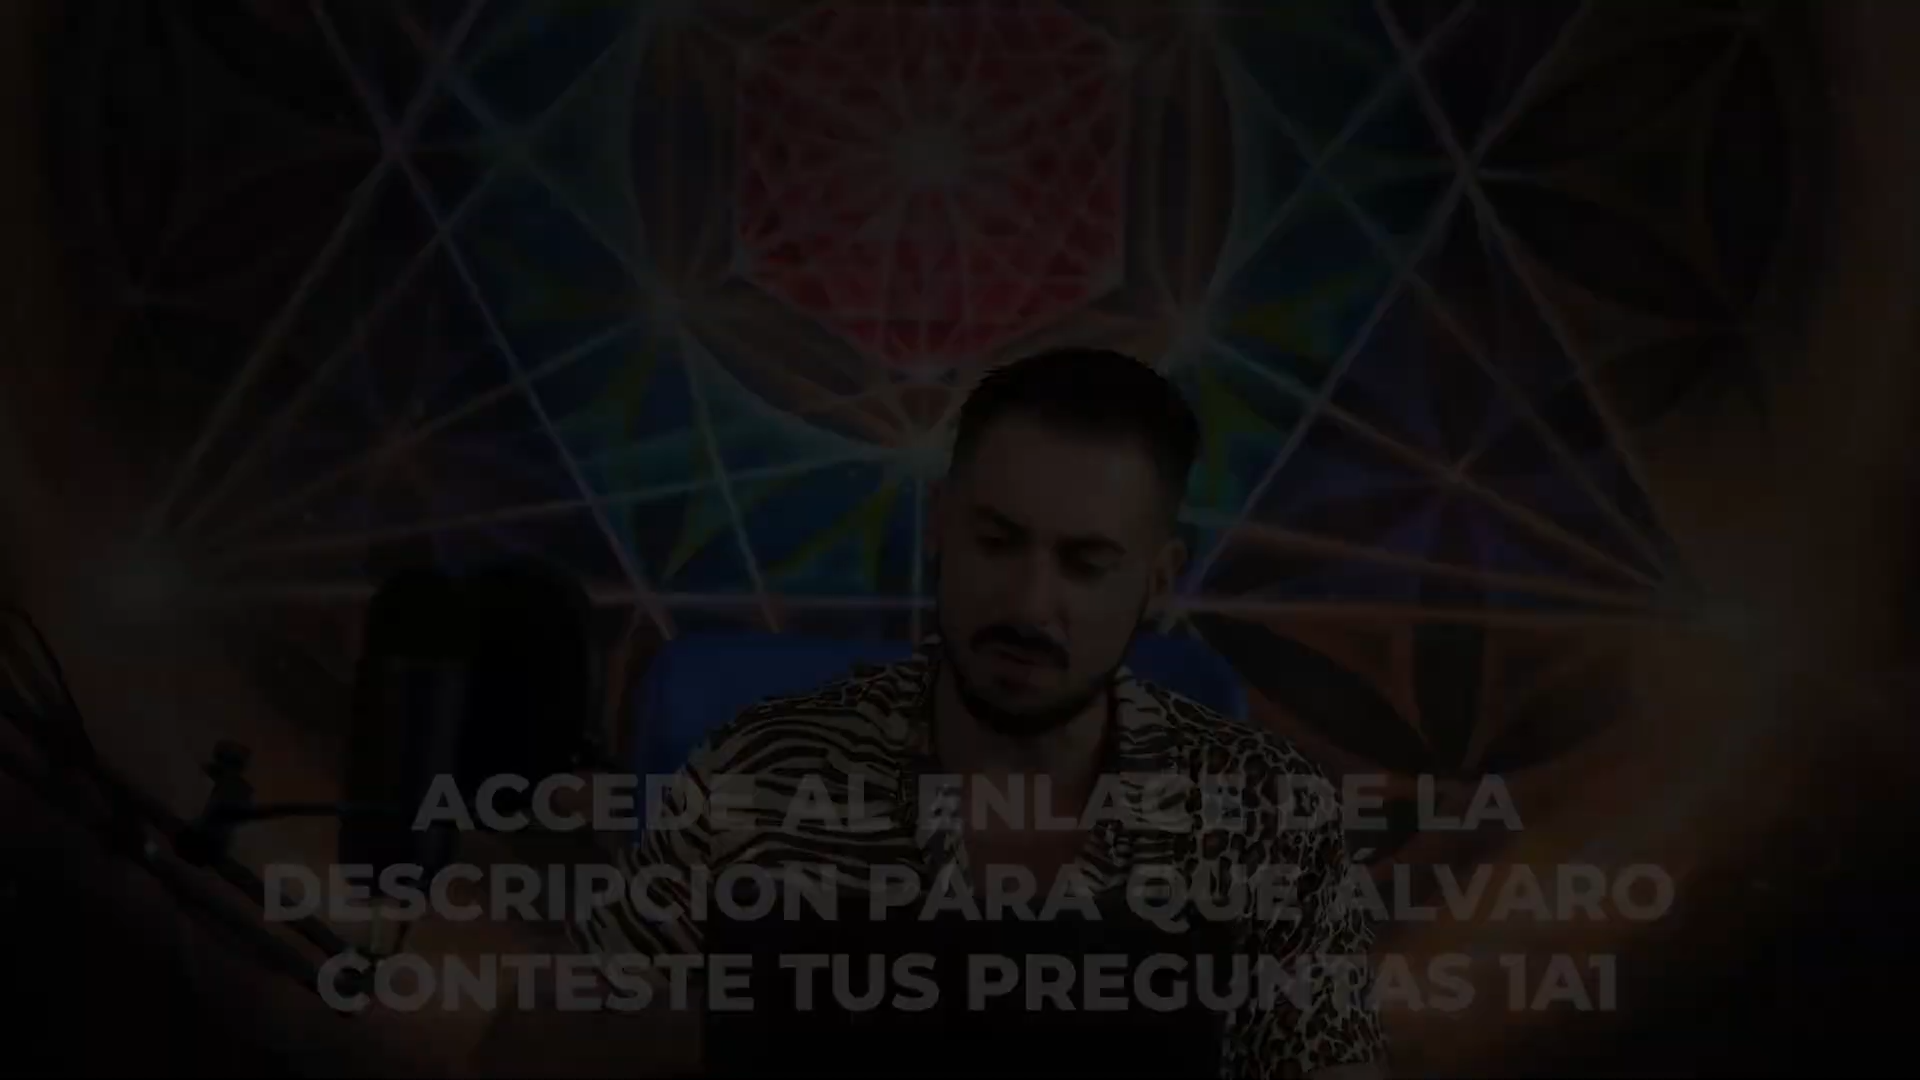 ACCEDE AL ENLACE DE LA
DESCRIPCION PARA QUE ÁLVARO
CONTESTE TUS PREGUNTAS 1A1